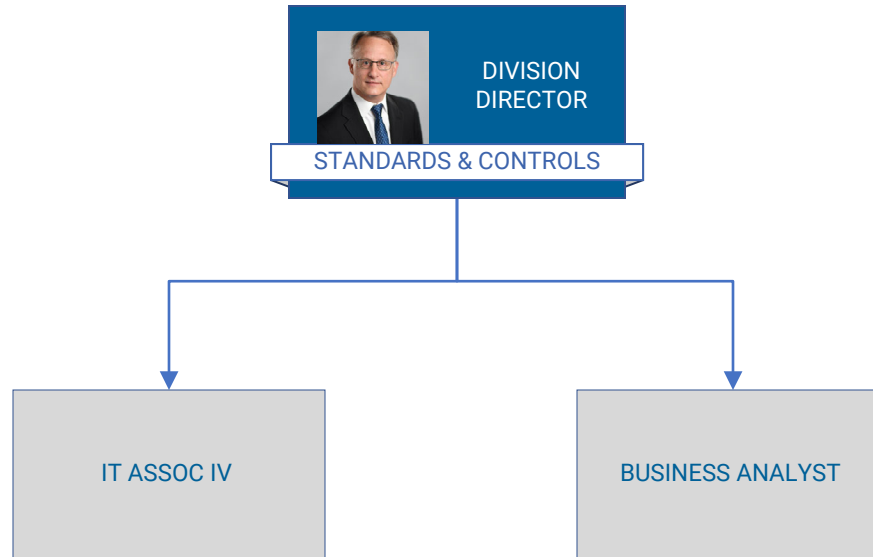 DIVISION
DIRECTOR
STANDARDS & CONTROLS
IT ASSOC IV
BUSINESS ANALYST